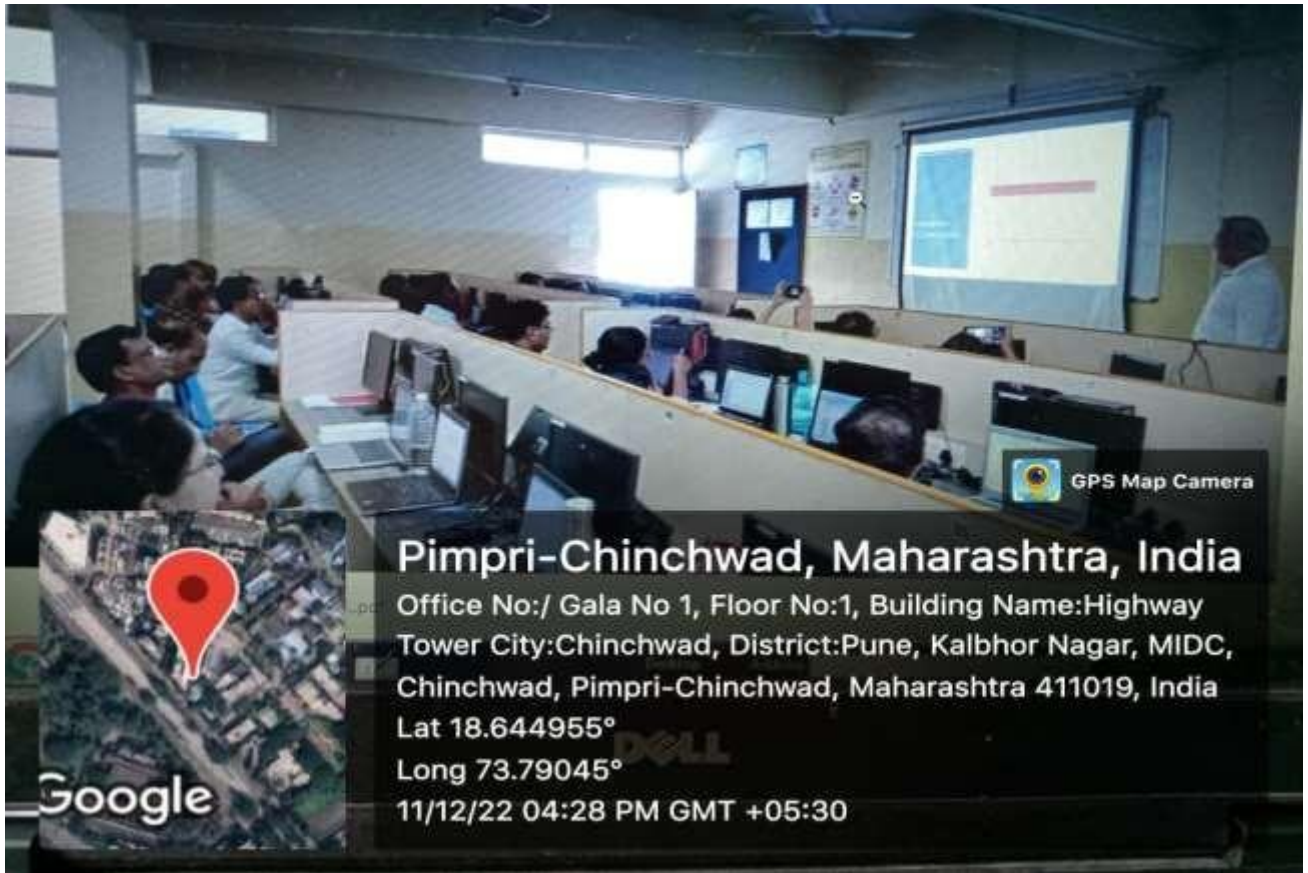 GPS Map Camera
Pimpri-Chinchwad, Maharashtra, India
Office No:/ Gala No 1, Floor No:1, Building Name:Highway
Tower City:Chinchwad, District:Pune, Kalbhor Nagar, MIDC,
Chinchwad, Pimpri-Chinchwad, Maharashtra 411019, India
Lat 18.644955°
DELL
Long 73.79045°
11/12/22 04:28 PM GMT +05:30
Google